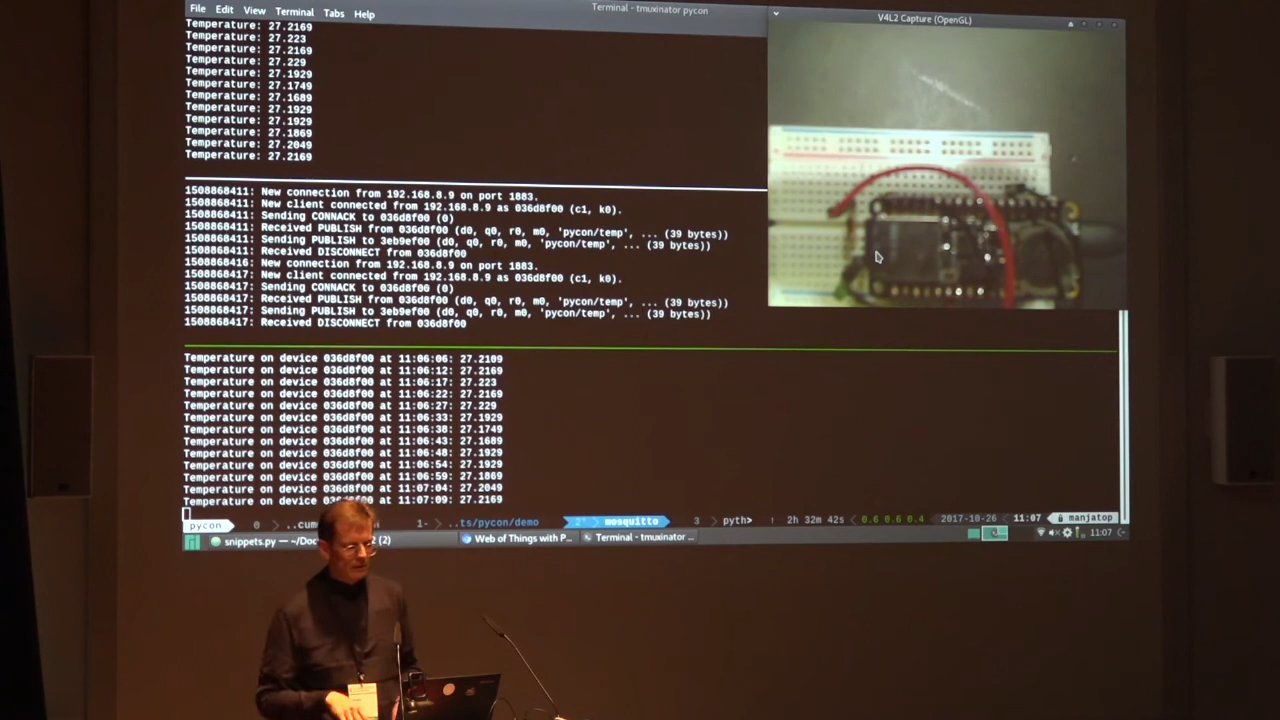 File Edit View Terminal Tabs Help
Terminal - tmuxinator pycon
V4L2 Capture (OpenGL)
Temperature: 27.2169
Temperature: 27.223
Temperature: 27.2169
Temperature: 27.229
Temperature: 27.1929
Temperature: 27.1749
Temperature: 27.1689
Temperature: 27.1929
Temperature: 27.1929
Temperature: 27.1869
Temperature: 27.2049
Temperature: 27.2169
1508868411: New connection from 192.168.8.9 on port 1883.
1508868411: New client connected from 192.168.8.9 as 036d8f00 (c1, k0).
1508868411: Sending CONNACK to 036d8f00 (0)
1508868411: Received PUBLISH from 036d8f00 (d0, q0, r0, m0, 'pycon/temp', ... (39 bytes))
1508868411: Sending PUBLISH to 3eb9ef00 (d0, q0, r0, m0, 'pycon/temp', ... (39 bytes))
1508868411: Received DISCONNECT from 036d8f00
1508868416: New connection from 192.168.8.9 on port 1883.
1508868417: New client connected from 192.168.8.9 as 036d8f00 (c1, k0).
1508868417: Sending CONNACK to 036d8f00 (0)
1508868417: Received PUBLISH from 036d8f00 (d0, q0, r0, m0, 'pycon/temp', ... (39 bytes))
1508868417: Sending PUBLISH to 3eb9ef00 (d0, q0, r0, m0, 'pycon/temp', ... (39 bytes))
1508868417: Received DISCONNECT from 036d8f00
Temperature on device 036d8f00 at 11:06:06: 27.2109
Temperature on device 036d8f00 at 11:06:12: 27.2169
Temperature on device 036d8f00 at 11:06:17: 27.223
Temperature on device 036d8f00 at 11:06:22: 27.2169
Temperature on device 036d8f00 at 11:06:27: 27.229
Temperature on device 036d8f00 at 11:06:33: 27.1929
Temperature on device 036d8f00 at 11:06:38: 27.1749
Temperature on device 036d8f00 at 11:06:43: 27.1689
Temperature on device 036d8f00 at 11:06:48: 27.1929
Temperature on device 036d8f00 at 11:06:54: 27.1929
Temperature on device 036d8f00 at 11:06:59: 27.1869
Temperature on device 036d8f00 at 11:07:04: 27.2049
Temperature on device 036d8f00 at 11:07:09: 27.2169
pycon 0 ..cum 1- ..ts/pycon/demo 2* mosquitto 3 pyth> ↑ 2h 32m 42s < 0.6 0.6 0.4 2017-10-26 11:07 manjatop
snippets.py — ~/Doc (2) Web of Things with P... Terminal - tmuxinator ... 11:07